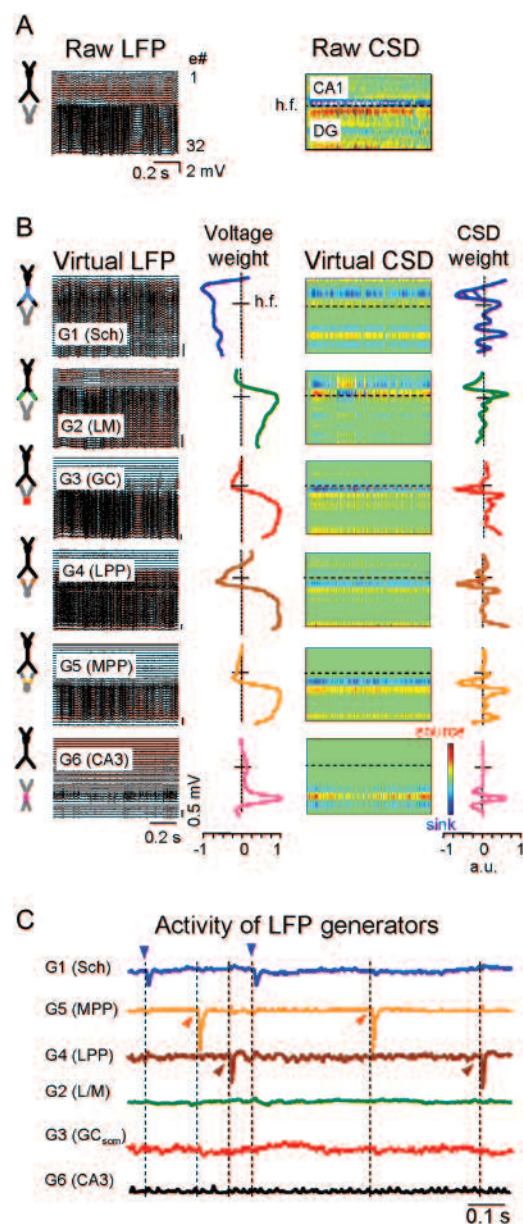 A
Raw LFP
Raw CSD
e#
1
32
0.2 s
2 mV
CA1
h.f.
DG
B
Virtual LFP
Voltage weight
Virtual CSD
CSD weight
h.f.
G1 (Sch)
G2 (LM)
G3 (GC)
G4 (LPP)
G5 (MPP)
G6 (CA3)
source
sink
0.5 mV
0.2 s
-1 0 1
-1 0 1
a.u.
C
Activity of LFP generators
G1 (Sch)
G5 (MPP)
G4 (LPP)
G2 (L/M)
G3 (GCsom)
G6 (CA3)
0.1 s